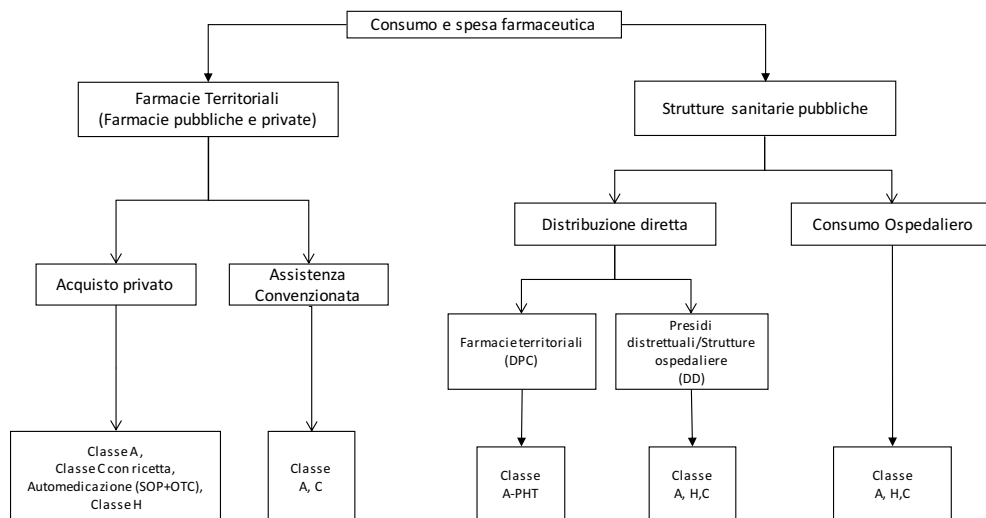 Consumo e spesa farmaceutica
Farmacie Territoriali
(Farmacie pubbliche e private)
Strutture sanitarie pubbliche
Distribuzione diretta
Consumo Ospedaliero
Acquisto privato
Assistenza
Convenzionata
Farmacie territoriali
(DPC)
Presidi
distrettuali/Strutture
ospedaliere
(DD)
Classe A,
Classe C con ricetta,
Automedicazione (SOP+OTC),
Classe H
Classe
A, C
Classe
A-PHT
Classe
A, H,C
Classe
A, H,C